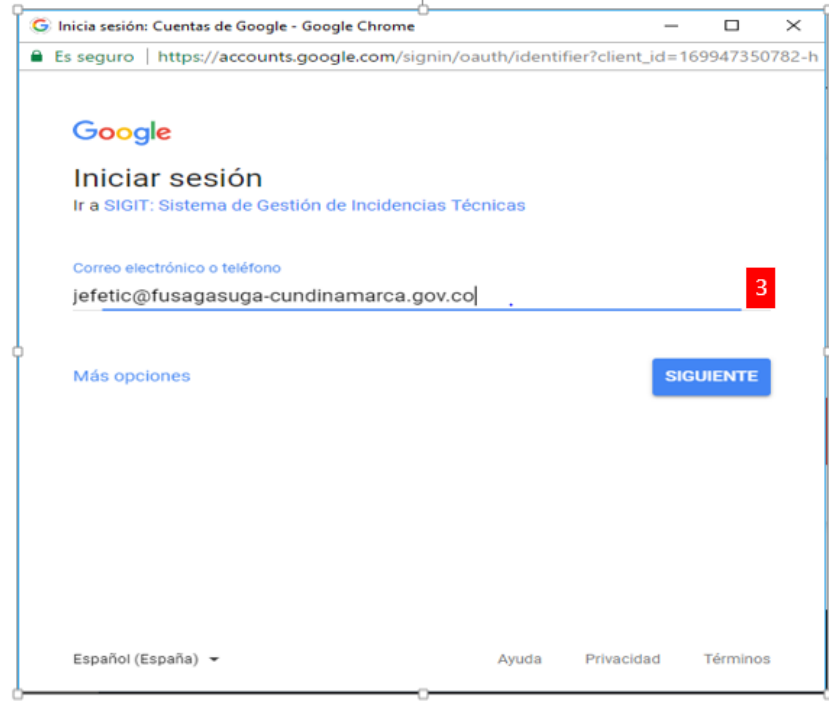 Inicia sesión: Cuentas de Google - Google Chrome
Es seguro | https://accounts.google.com/signin/oauth/identifier?client_id=169947350782-h
Google
Iniciar sesión
Ir a SIGIT: Sistema de Gestión de Incidencias Técnicas
Correo electrónico o teléfono
jefetic@fusagasuga-cundinamarca.gov.co
3
Más opciones
SIGUIENTE
Español (España)
Ayuda Privacidad Términos